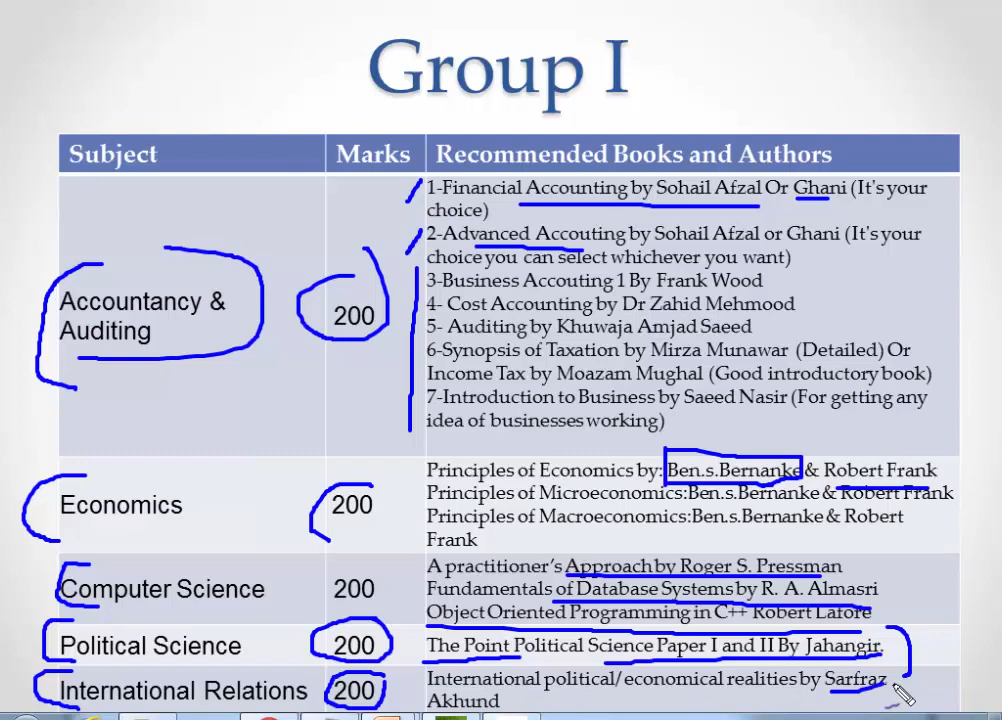 Group I
Subject Marks Recommended Books and Authors
Accountancy &
Auditing
200
1-Financial Accounting by Sohail Afzal Or Ghani (It's your
choice)
2-Advanced Accouting by Sohail Afzal or Ghani (It's your
choice you can select whichever you want)
3-Business Accouting 1 By Frank Wood
4- Cost Accounting by Dr Zahid Mehmood
5- Auditing by Khuwaja Amjad Saeed
6-Synopsis of Taxation by Mirza Munawar (Detailed) Or
Income Tax by Moazam Mughal (Good introductory book)
7-Introduction to Business by Saeed Nasir (For getting any
idea of businesses working)
Economics
200
Principles of Economics by: Ben.s.Bernanke & Robert Frank
Principles of Microeconomics:Ben.s.Bernanke & Robert Frank
Principles of Macroeconomics:Ben.s.Bernanke & Robert
Frank
Computer Science
200
A practitioner's Approach by Roger S. Pressman
Fundamentals of Database Systems by R. A. Almasri
Object Oriented Programming in C++ Robert Lafore
Political Science
200
The Point Political Science Paper I and II By Jahangir.
International Relations
200
International political/economical realities by Sarfraz
Akhund